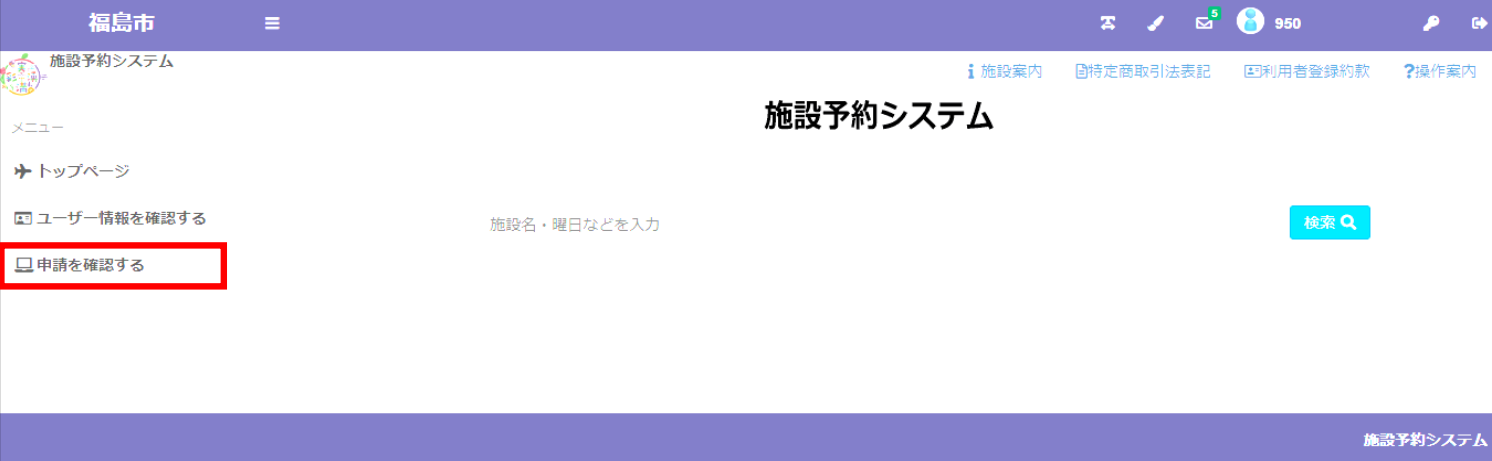 福島市
5
950
施設予約システム
施設案内
特定商取引法表記
利用者登録約款
?操作案内
施設予約システム
メニュー
トップページ
ユーザー情報を確認する
施設名・曜日などを入力
検索
申請を確認する
施設予約システム